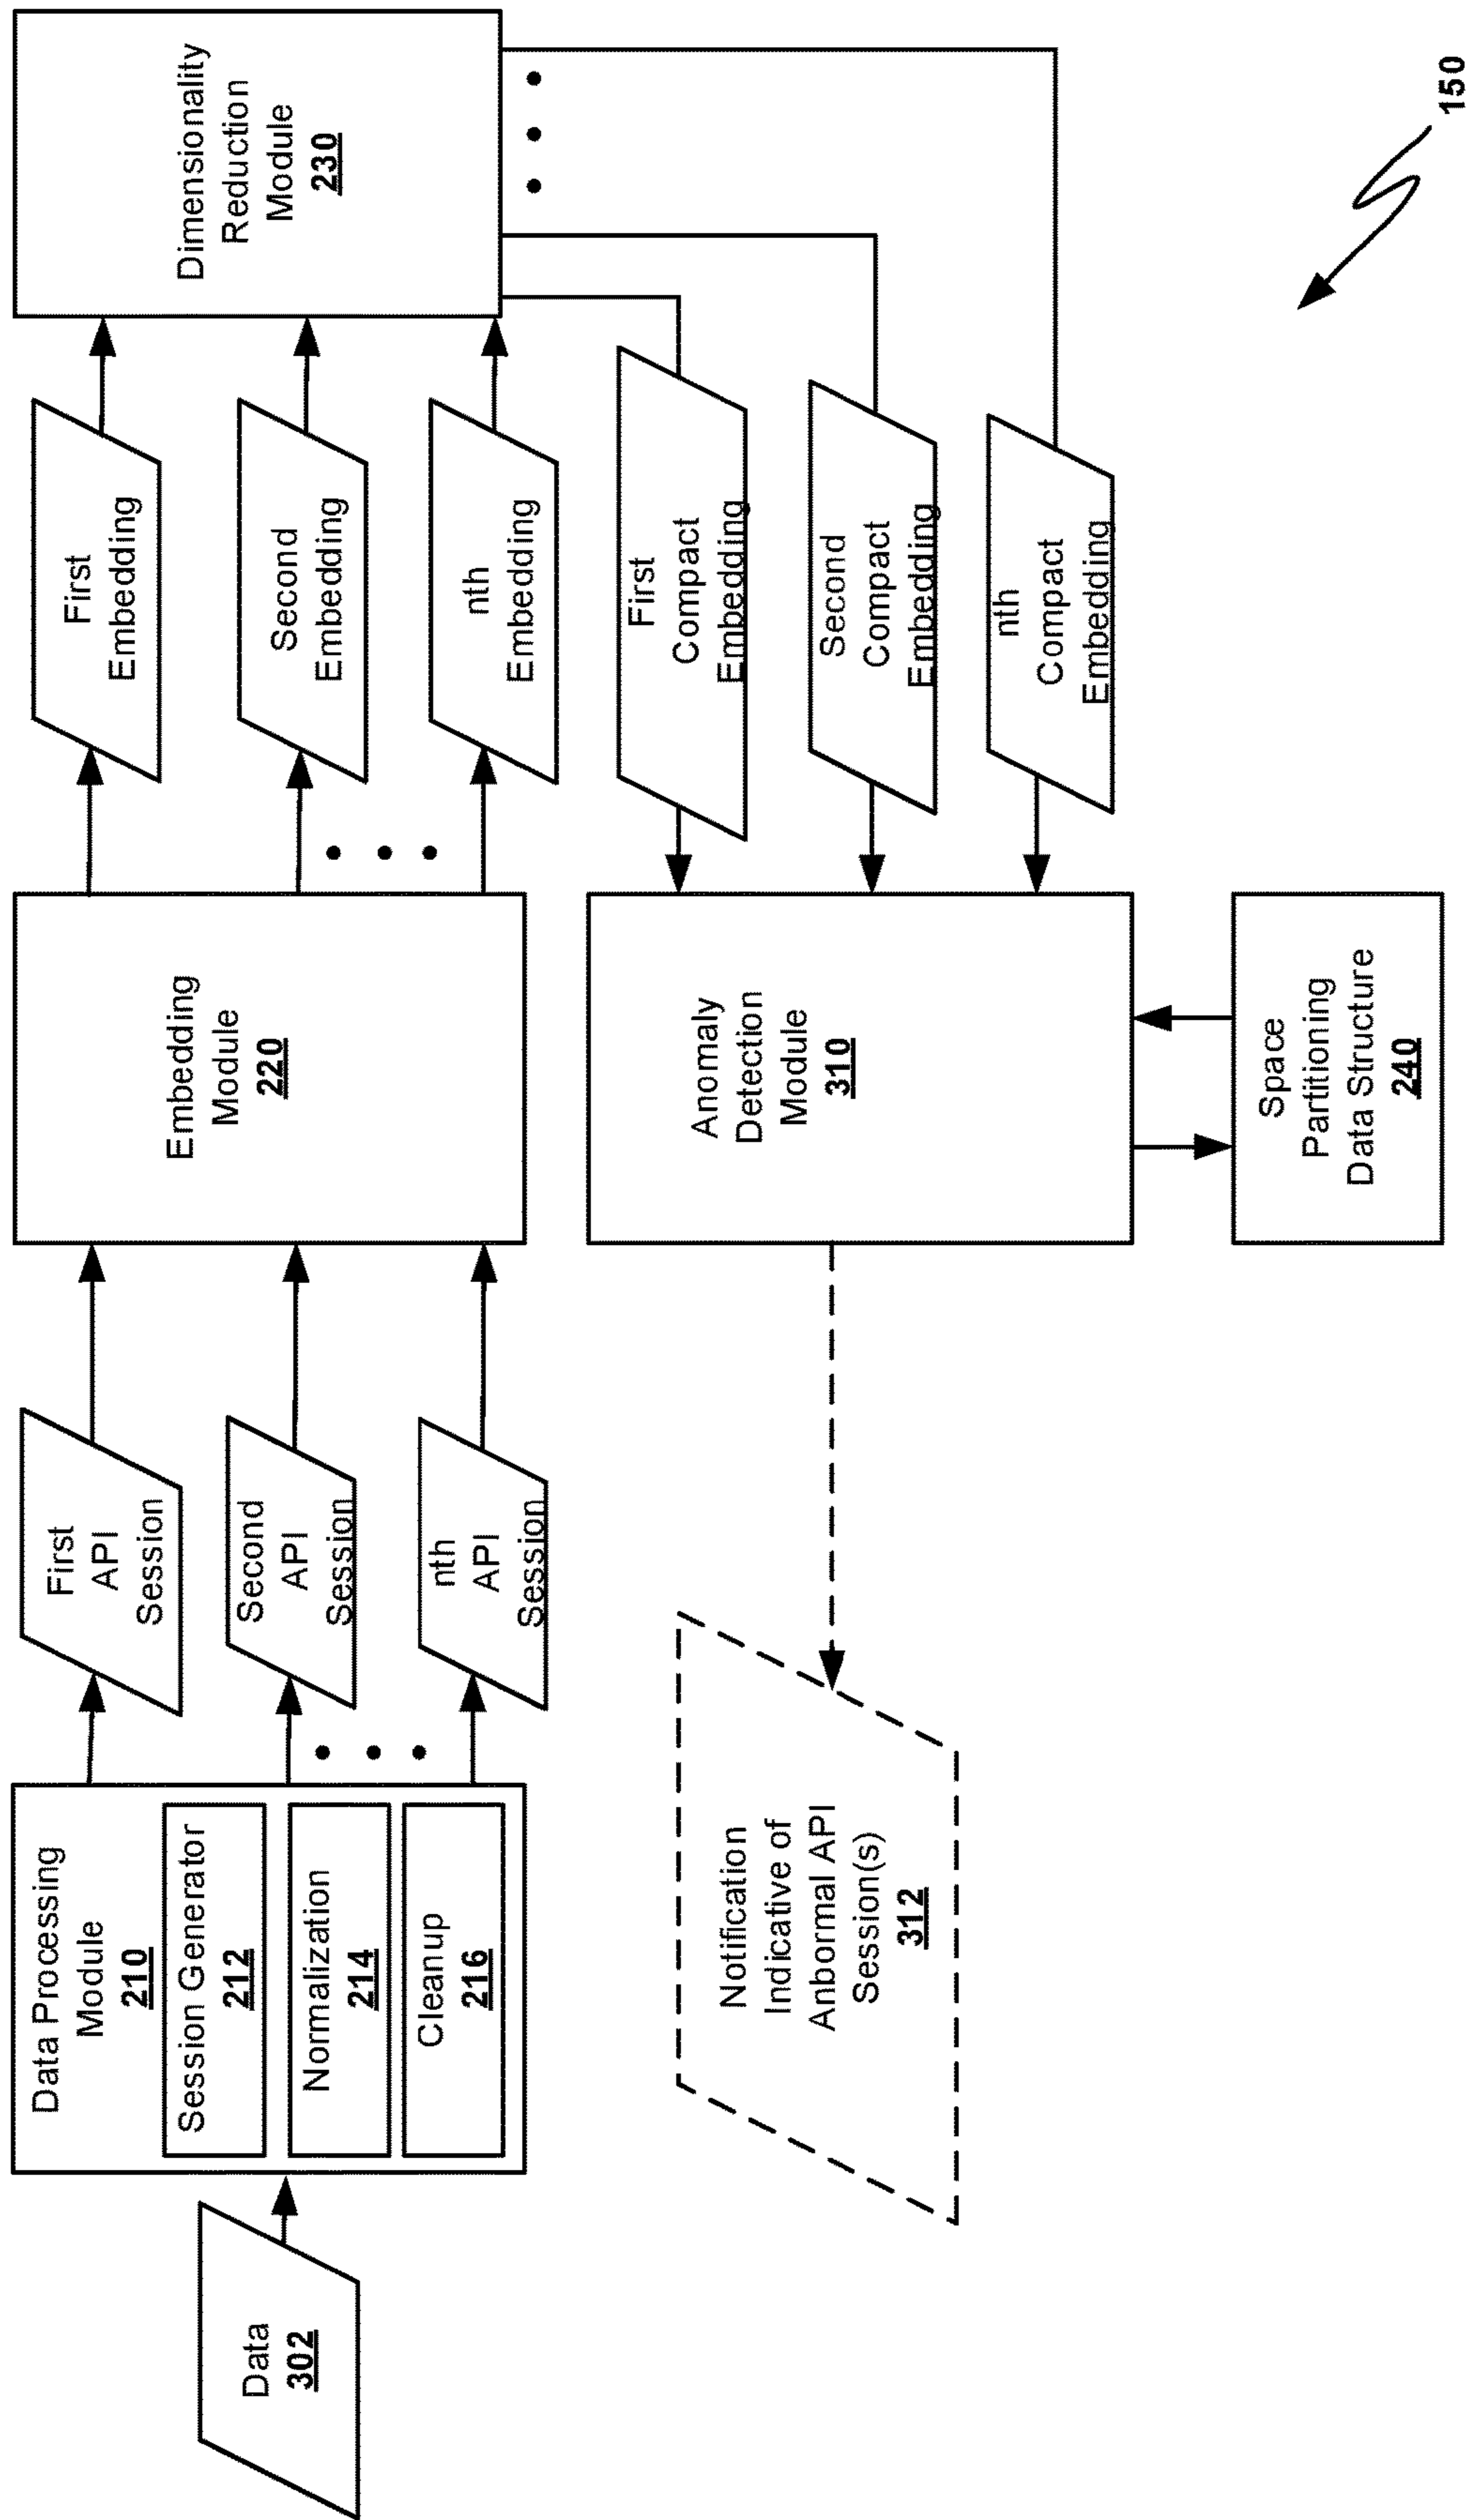 Data
302
Data Processing
Module
210
Session Generator
212
Normalization
214
Cleanup
216
First
API
Session
Second
API
Session
nth
API
Session
Embedding
Module
220
First
Embedding
Second
Embedding
nth
Embedding
Dimensionality
Reduction
Module
230
First
Compact
Embedding
Second
Compact
Embedding
nth
Compact
Embedding
Anomaly
Detection
Module
310
Space
Partitioning
Data Structure
240
Notification
Indicative of
Anbormal API
Session(s)
312
150